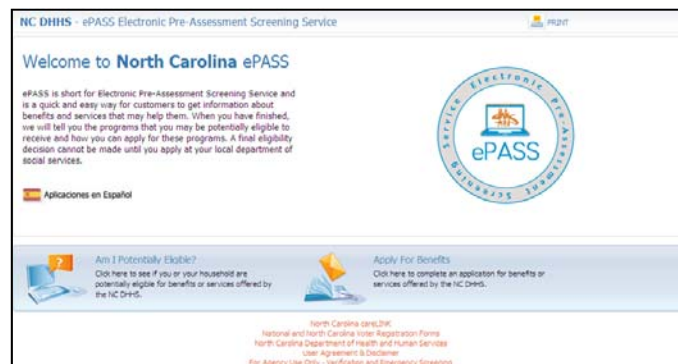 NC DHHS - ePASS Electronic Pre-Assessment Screening Service
PRINT
Welcome to North Carolina ePASS
ePASS is short for Electronic Pre-Assessment Screening Service and
is a quick and easy way for customers to get information about
benefits and services that may help them. When you have finished,
we will tell you the programs that you may be potentially eligible to
receive and how you can apply for these programs. A final eligibility
decision cannot be made until you apply at your local department of
social services.
Electronic Pre-Assessment Screening Service
ePASS
Aplicaciones en Español
Am I Potentially Eligible?
Click here to see if you or your household are
potentially eligible for benefits or services offered by
the NC DHHS.
Apply For Benefits
Click here to complete an application for benefits or
services offered by the NC DHHS.
North Carolina careLINK
National and North Carolina Voter Registration Forms
North Carolina Department of Health and Human Services
User Agreement & Disclaimer
For Agency Use Only - Verification and Emergency Screening